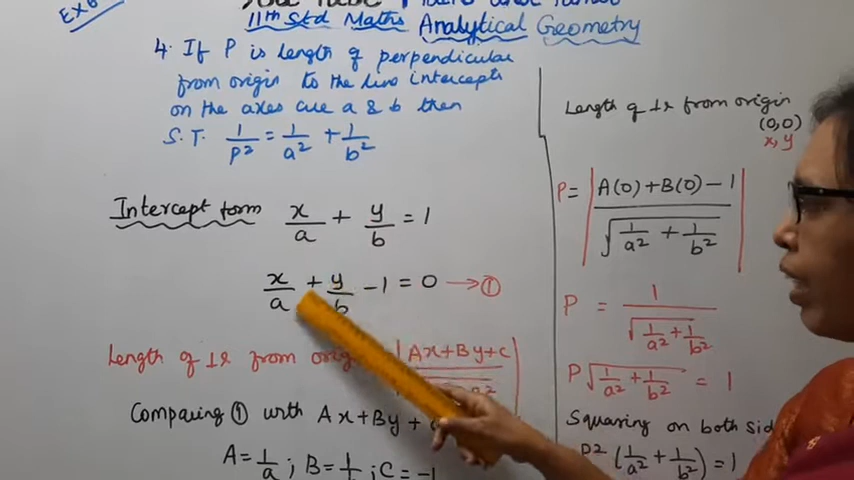 Ex 6
11th Std Maths Analytical Geometry
4. If P is length of perpendicular
from origin to the line intercepts
on the axes are a & b then
S.T. 1/P² = 1/a² + 1/b²
Intercept form x/a + y/b = 1
x/a + y/b - 1 = 0 → ①
Length of ⊥r from origin |Ax+By+C
Comparing ① with Ax+By+
A = 1/a ; B = 1/ ; C = -1
Length of ⊥r from origin
(0,0)
x, y
P = |A(0)+B(0)-1 / √(1/a² + 1/b²)|
P = 1 / √(1/a² + 1/b²)
P√(1/a² + 1/b²) = 1
Squaring on both sid
P2 (1/a² + 1/b²) = 1